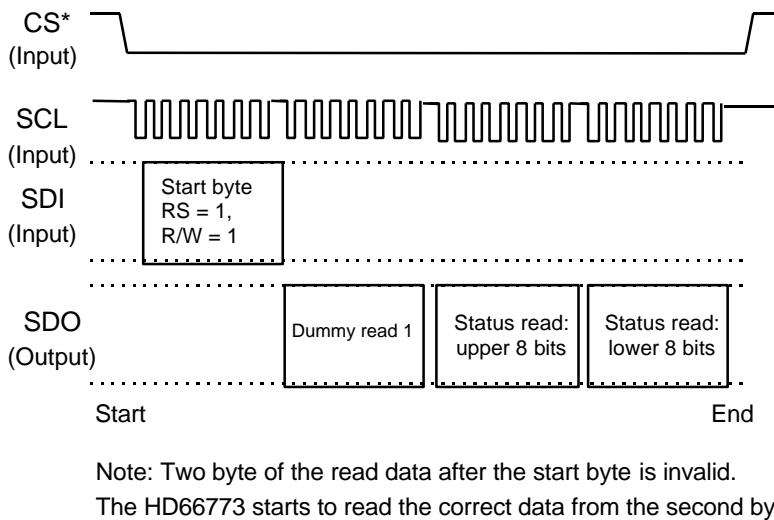 CS*
(Input)
SCL
(Input)
SDI
(Input)
Start byte
RS = 1,
R/W = 1
SDO
(Output)
Dummy read 1
Status read:
upper 8 bits
Status read:
lower 8 bits
Start
End
Note: Two byte of the read data after the start byte is invalid.
The HD66773 starts to read the correct data from the second by